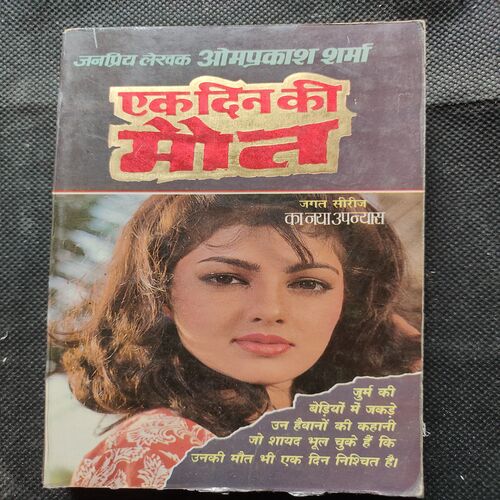 जनप्रिय लेखक ओमप्रकाश शर्मा
एक दिन की
मौत
जगत सीरीज
का नया उपन्यास
जुर्म की
बेड़ियों में जकड़े
उन हैवानों की कहानी
जो शायद भूल चुके हैं कि
उनकी मौत भी एक दिन निश्चित है।